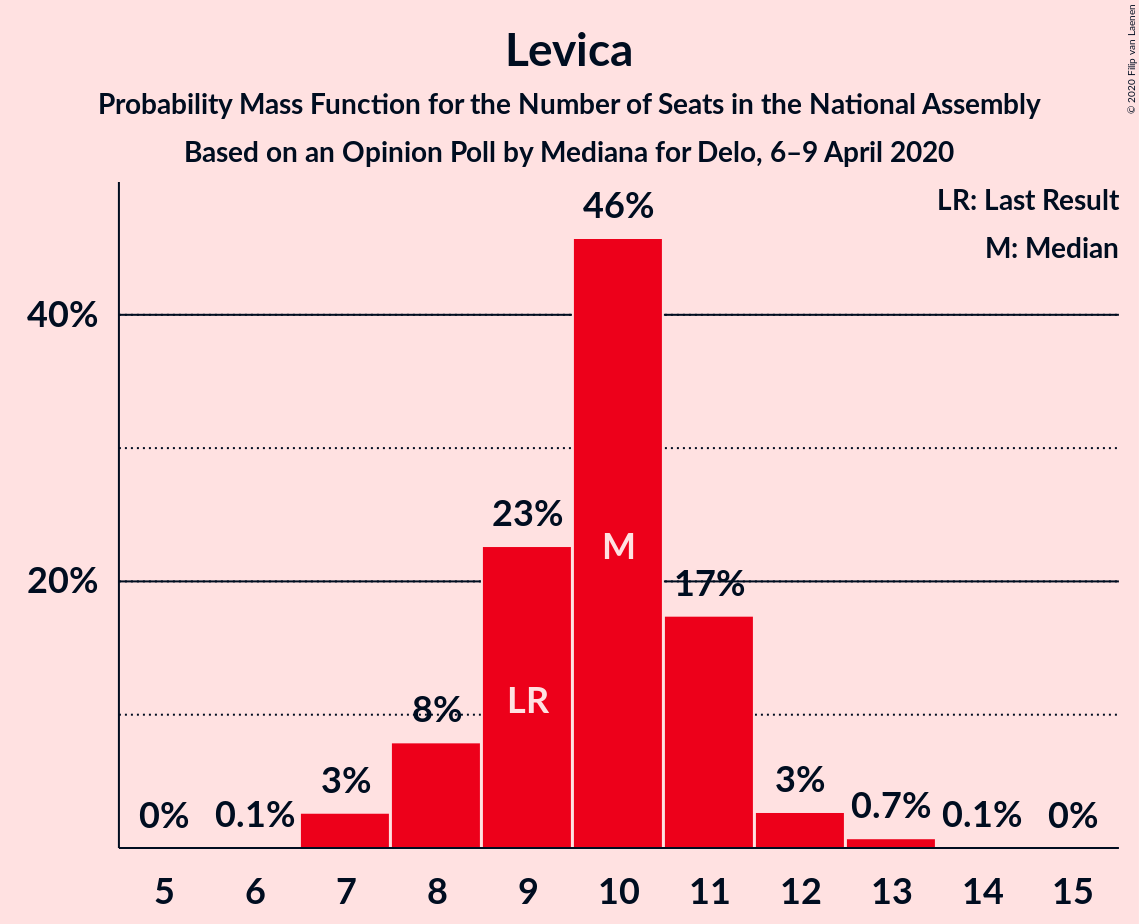 Levica
Probability Mass Function for the Number of Seats in the National Assembly
Based on an Opinion Poll by Mediana for Delo, 6–9 April 2020
© 2020 Filip van Laenen
LR: Last Result
M: Median
40%
20%
0%
0.1%
3%
8%
23%
46%
17%
3%
0.7%
0.1%
0%
LR
M
5 6 7 8 9 10 11 12 13 14 15